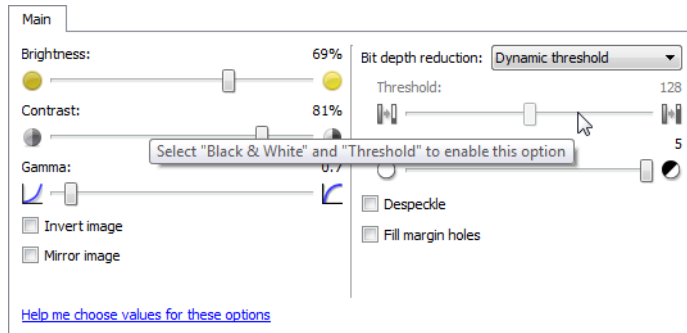 Main
Brightness: 69%
Contrast: 81%
Gamma: 0.7
Invert image
Mirror image
Help me choose values for these options
Bit depth reduction: Dynamic threshold
Threshold: 128
Select "Black & White" and "Threshold" to enable this option
5
Despeckle
Fill margin holes